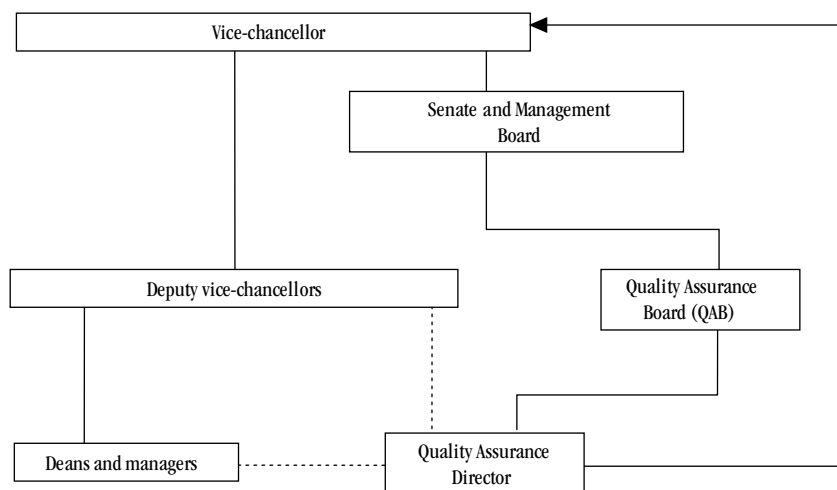 Vice-chancellor
Senate and Management
Board
Deputy vice-chancellors
Quality Assurance
Board (QAB)
Deans and managers
Quality Assurance
Director